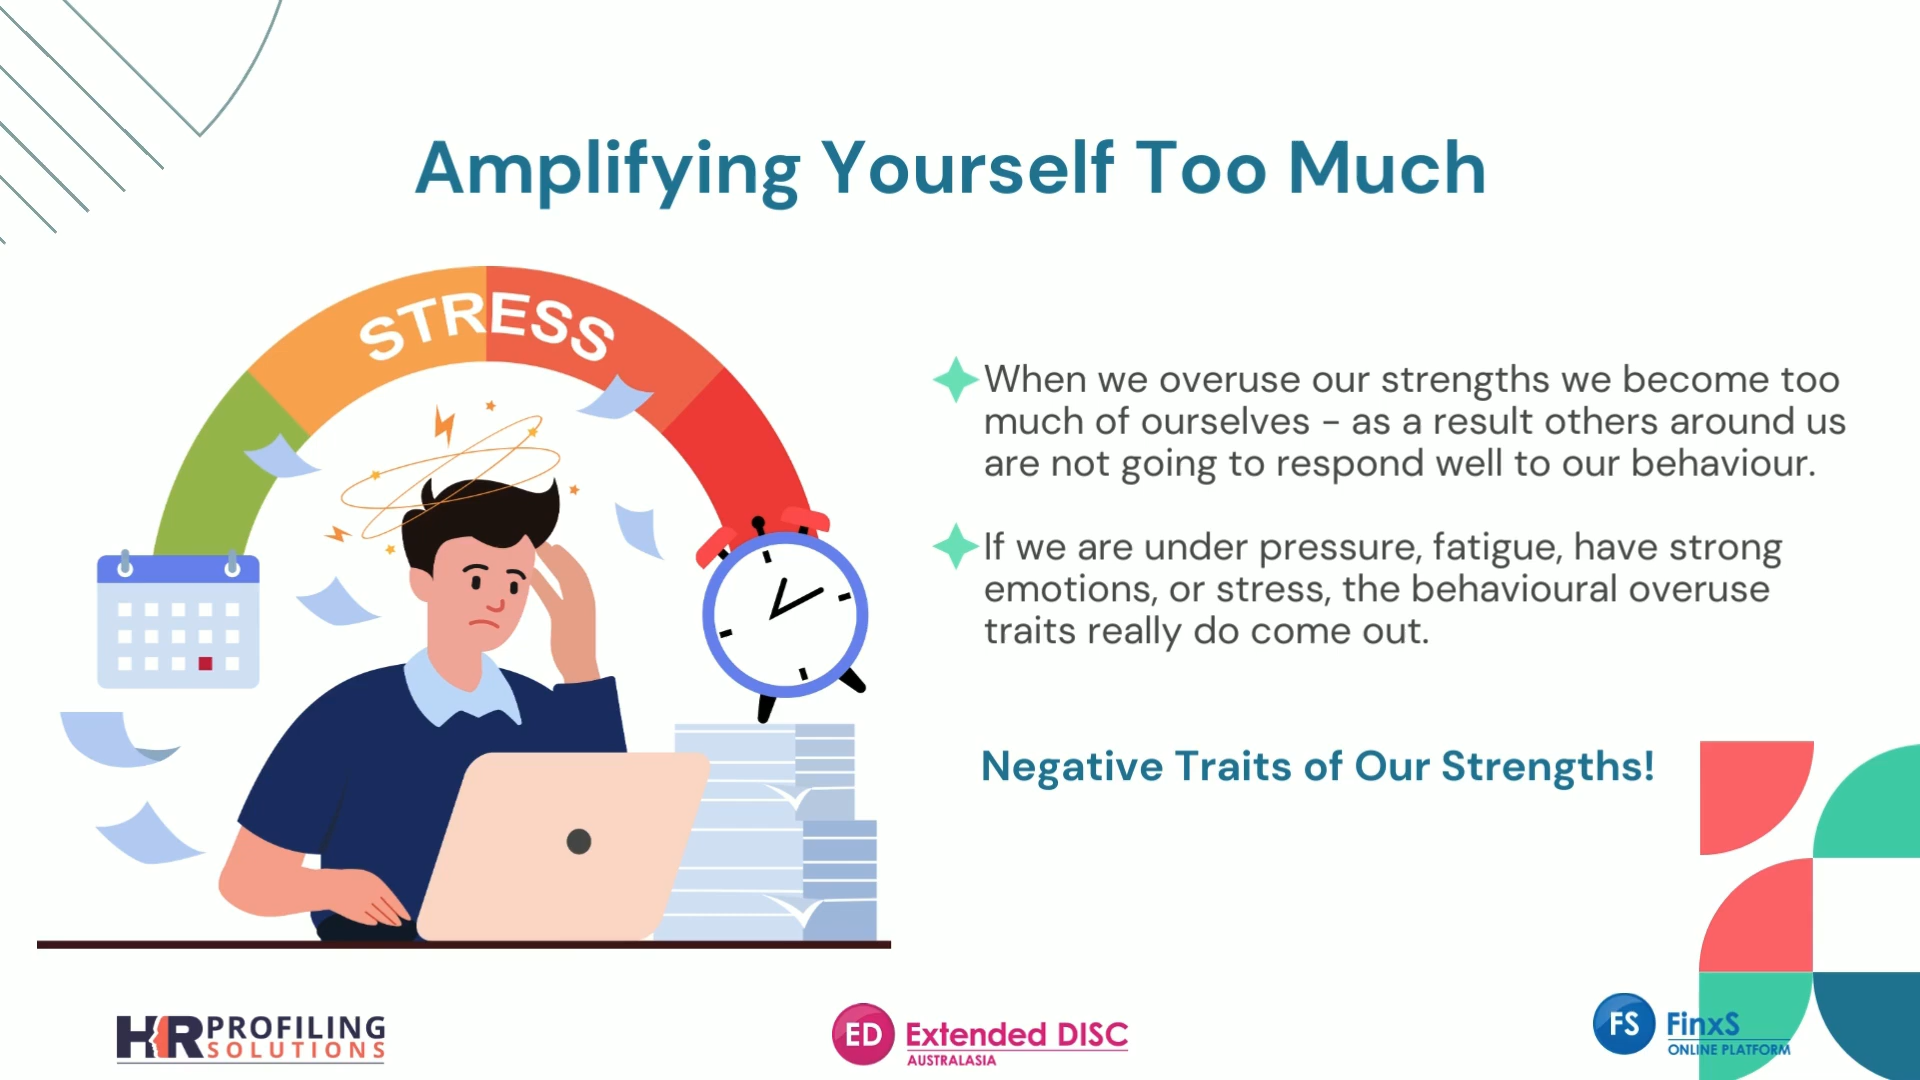 Amplifying Yourself Too Much
STRESS
When we overuse our strengths we become too
much of ourselves - as a result others around us
are not going to respond well to our behaviour.
If we are under pressure, fatigue, have strong
emotions, or stress, the behavioural overuse
traits really do come out.
Negative Traits of Our Strengths!
HR PROFILING
SOLUTIONS
ED Extended DISC
AUSTRALASIA
FS FinxS
ONLINE PLATFORM